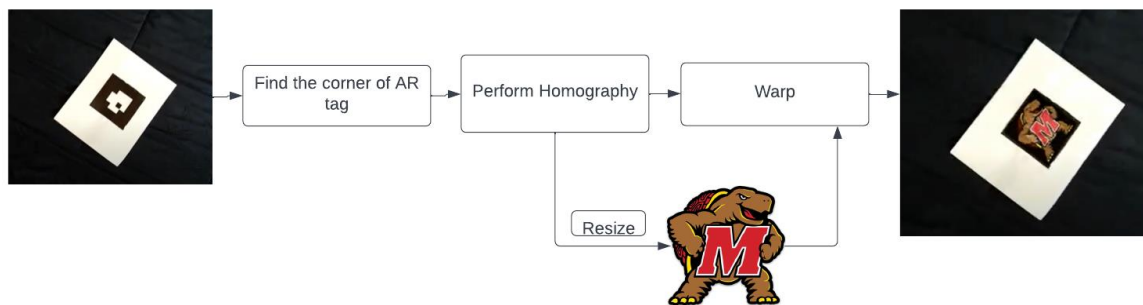 Find the corner of AR
tag
Perform Homography
Warp
Resize
M
M